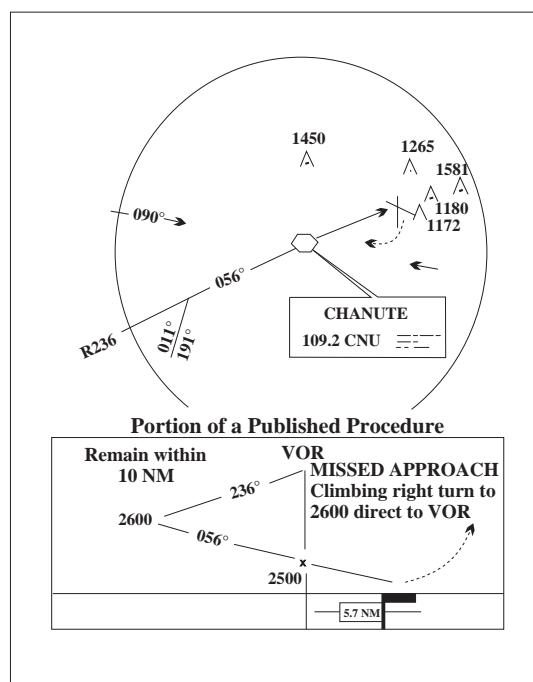 1450
1265
1581
1180
1172
090°
056°
R236
011°
191°
CHANUTE
109.2 CNU
Portion of a Published Procedure
Remain within
10 NM
VOR
MISSED APPROACH
Climbing right turn to
2600 direct to VOR
236°
2600
056°
x
2500
5.7 NM